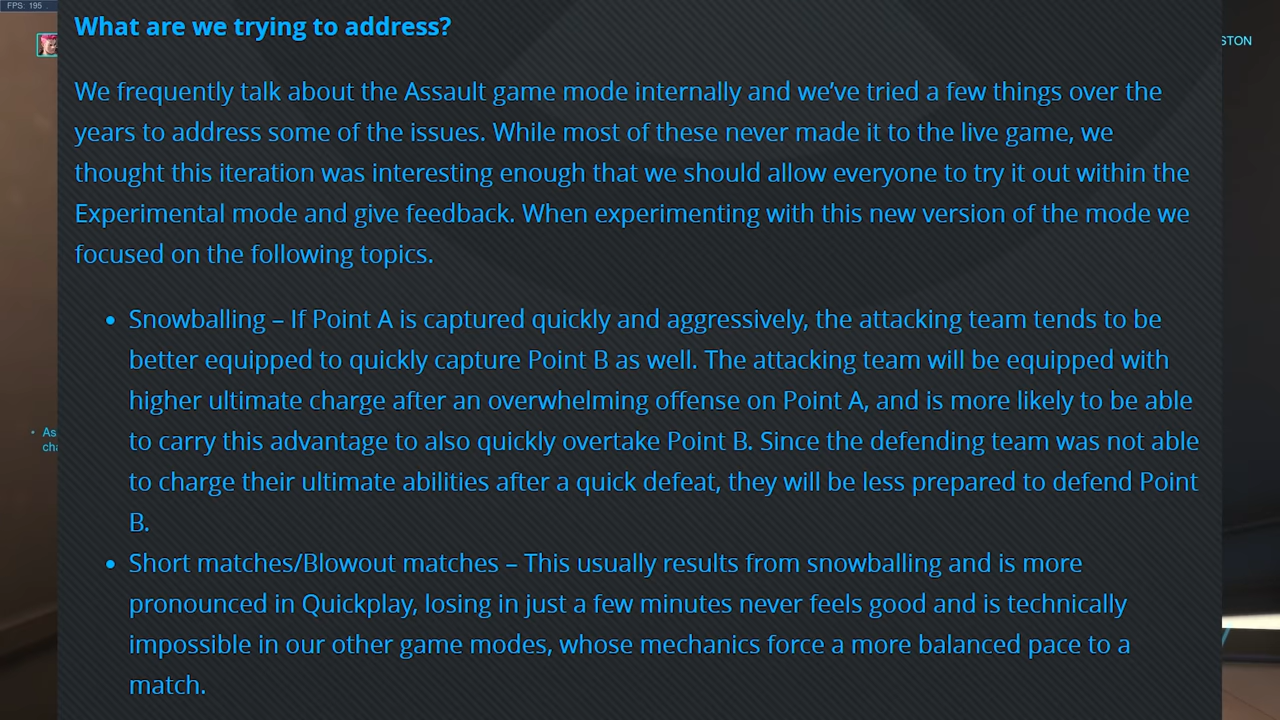 FPS: 195
What are we trying to address?
STON
We frequently talk about the Assault game mode internally and we've tried a few things over the
years to address some of the issues. While most of these never made it to the live game, we
thought this iteration was interesting enough that we should allow everyone to try it out within the
Experimental mode and give feedback. When experimenting with this new version of the mode we
focused on the following topics.
• Snowballing – If Point A is captured quickly and aggressively, the attacking team tends to be
better equipped to quickly capture Point B as well. The attacking team will be equipped with
higher ultimate charge after an overwhelming offense on Point A, and is more likely to be able
• As
to carry this advantage to also quickly overtake Point B. Since the defending team was not able
cha
to charge their ultimate abilities after a quick defeat, they will be less prepared to defend Point
B.
• Short matches/Blowout matches – This usually results from snowballing and is more
pronounced in Quickplay, losing in just a few minutes never feels good and is technically
impossible in our other game modes, whose mechanics force a more balanced pace to a
match.